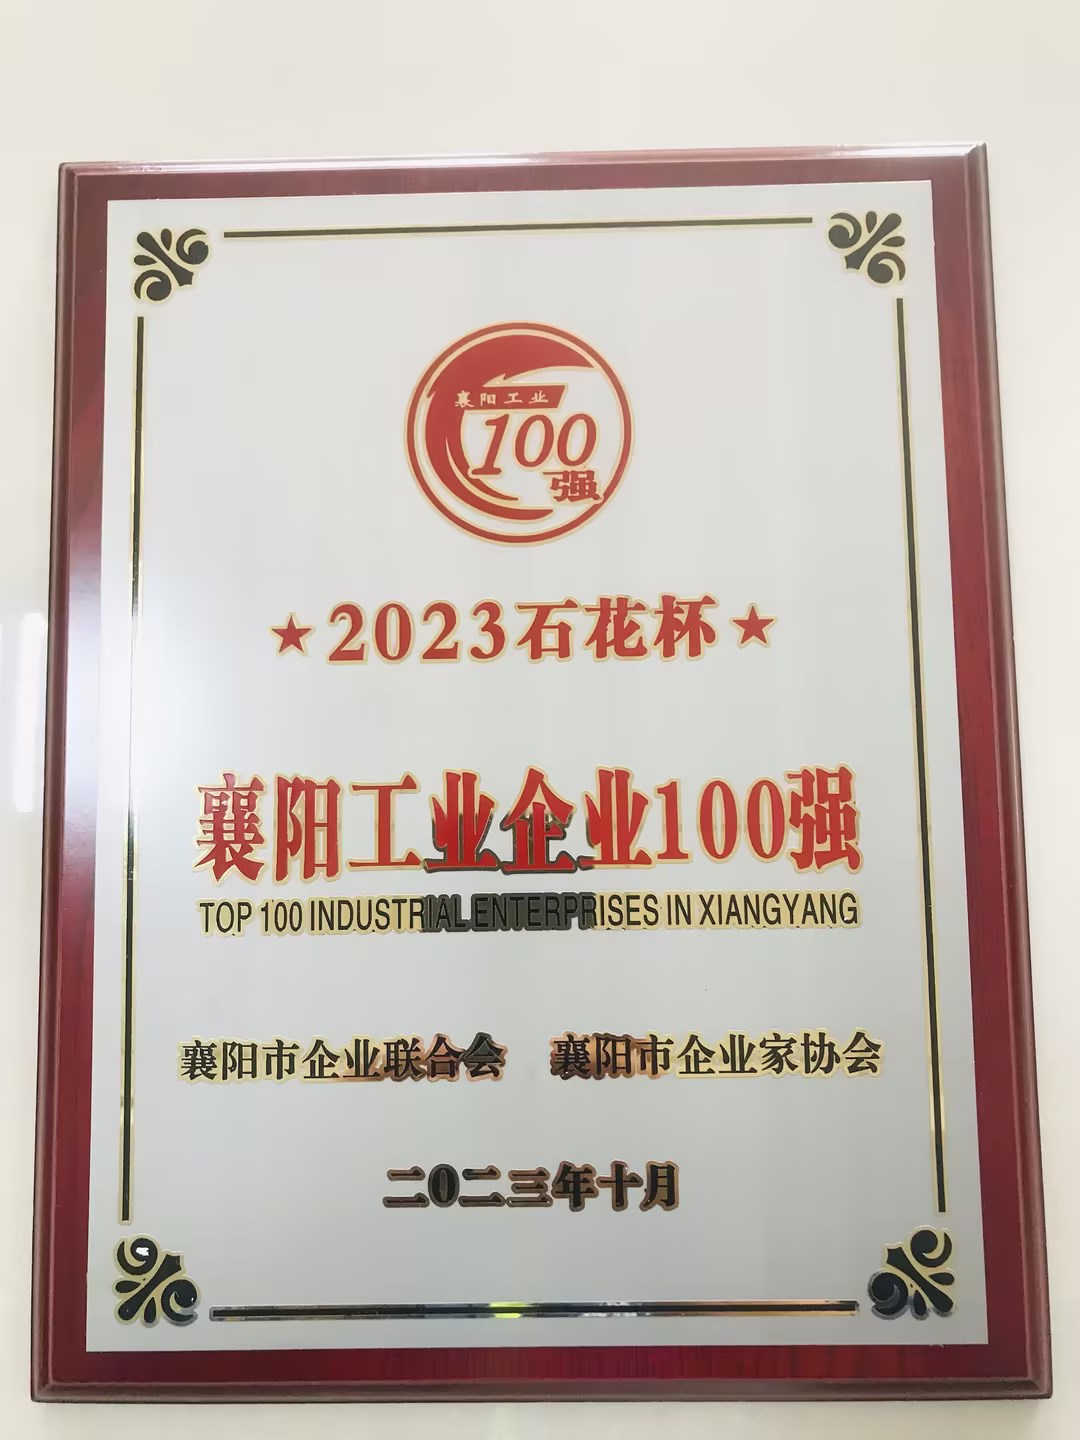 襄阳工业
100
强
★2023石花杯★
襄阳工业企业100强
TOP 100 INDUSTRIAL ENTERPRISES IN XIANGYANG
襄阳市企业联合会 襄阳市企业家协会
二0二三年十月